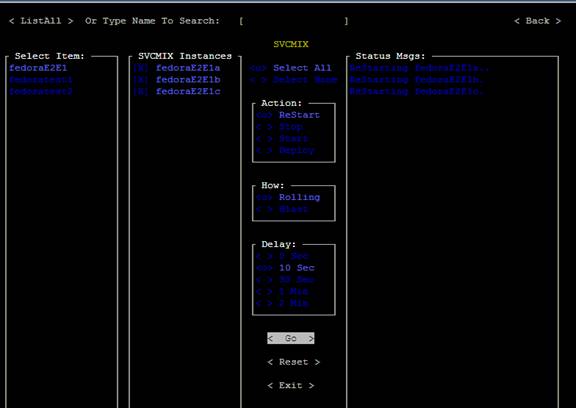 < ListAll > Or Type Name To Search: [ ] < Back >
SVCMIX
Select Item:
fedoraE2E1
fedoratest1
fedoratest2
SVCMIX Instances
[X] fedoraE2E1a
[X] fedoraE2E1b
[X] fedoraE2E1c
<o> Select All
< > Select None
Action:
<o> ReStart
< > Stop
< > Start
< > Deploy
How:
<o> Rolling
< > Blast
Delay:
< > 5 Sec
<o> 10 Sec
< > 30 Sec
< > 1 Min
< > 2 Min
< Go >
< Reset >
< Exit >
Status Msgs:
ReStarting fedoraE2E1a..
ReStarting fedoraE2E1b.
ReStarting fedoraE2E1c.